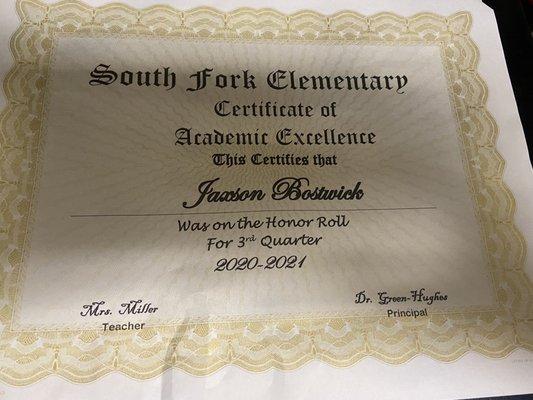 South Fork Elementary
Certificate of
Academic Excellence
This Certifies that
Jaxson Bostwick
Was on the Honor Roll
For 3rd Quarter
2020-2021
Mrs. Miller
Teacher
Dr. Green-Hughes
Principal